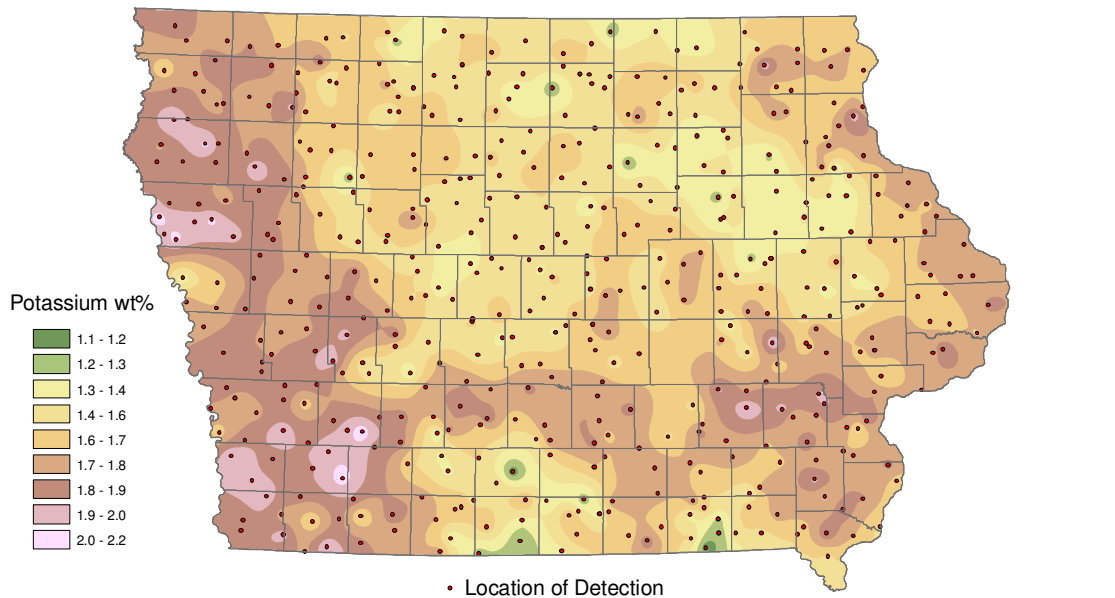 Potassium wt%
1.1 - 1.2
1.2 - 1.3
1.3 - 1.4
1.4 - 1.6
1.6 - 1.7
1.7 - 1.8
1.8 - 1.9
1.9 - 2.0
2.0 - 2.2
Location of Detection